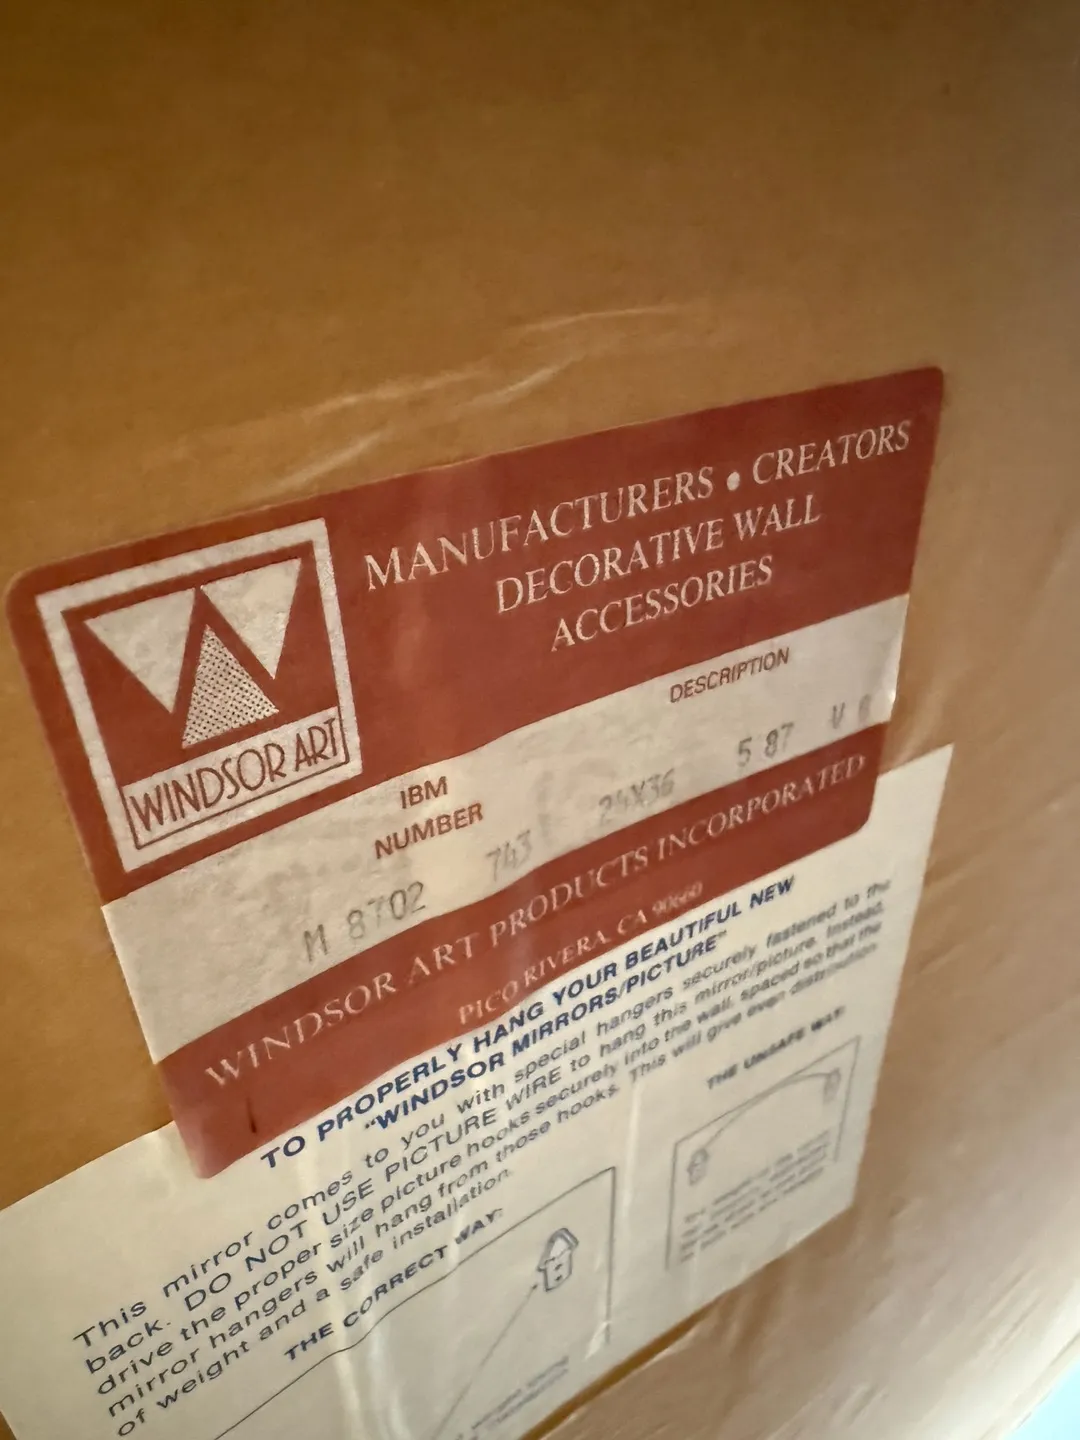 MANUFACTURERS • CREATORS
DECORATIVE WALL
ACCESSORIES
WINDSOR ART
DESCRIPTION
IBM
NUMBER
M 8702 743 24X36 5 87 V
WINDSOR ART PRODUCTS INCORPORATED
PICO RIVERA, CA 90660
TO PROPERLY HANG YOUR BEAUTIFUL NEW
"WINDSOR MIRRORS/PICTURE"
This mirror comes to you with special hangers securely fastened to the
back. DO NOT USE PICTURE WIRE to hang this mirror/picture. Instead,
drive the proper size picture hooks securely into the wall, spaced so that the
mirror hangers will hang from those hooks. This will give even distribution
of weight and a safe installation.
THE CORRECT WAY:
THE UNSAFE WAY: